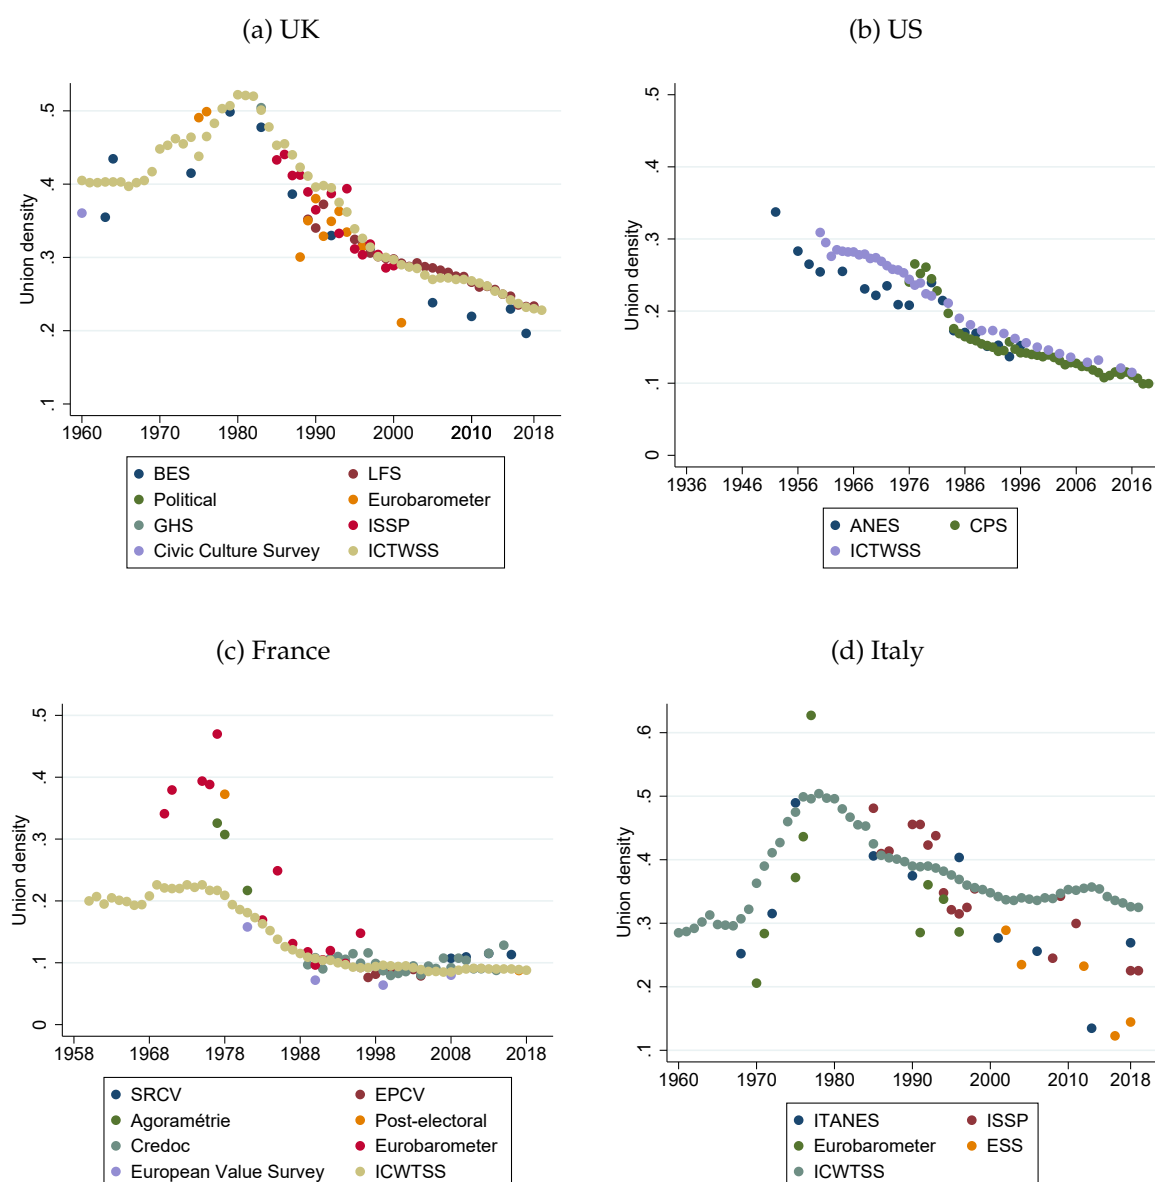 (a) UK
Union density
.5
.4
.3
.2
.1
1960 1970 1980 1990 2000 2010 2018
BES LFS
Political Eurobarometer
GHS ISSP
Civic Culture Survey ICTWSS
(b) US
Union density
.5
.4
.3
.2
.1
0
1936 1946 1956 1966 1976 1986 1996 2006 2016
ANES CPS
ICTWSS
(c) France
Union density
.5
.4
.3
.2
.1
0
1958 1968 1978 1988 1998 2008 2018
SRCV EPCV
Agoramétrie Post-electoral
Credoc Eurobarometer
European Value Survey ICWTSS
(d) Italy
Union density
.6
.5
.4
.3
.2
.1
1960 1970 1980 1990 2000 2010 2018
ITANES ISSP
Eurobarometer ESS
ICWTSS